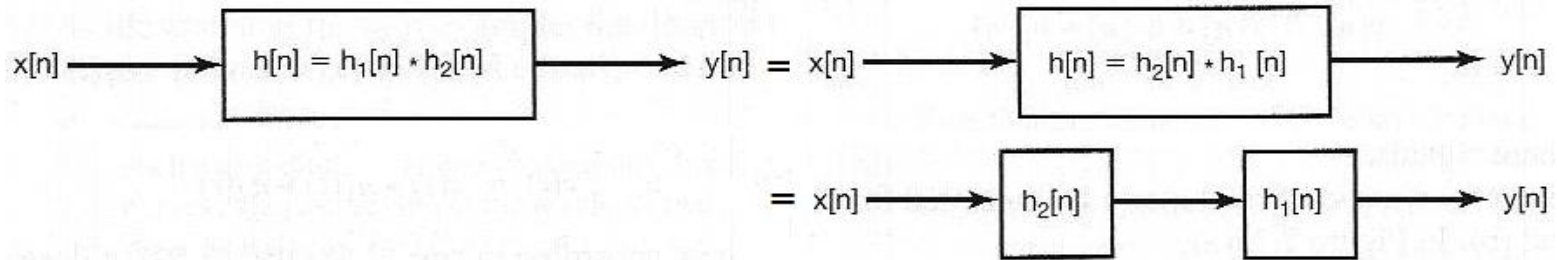 x[n] h[n] = h₁[n] * h₂[n] y[n] = x[n] h[n] = h₂[n] * h₁ [n] y[n]
= x[n] h₂[n] h₁[n] y[n]